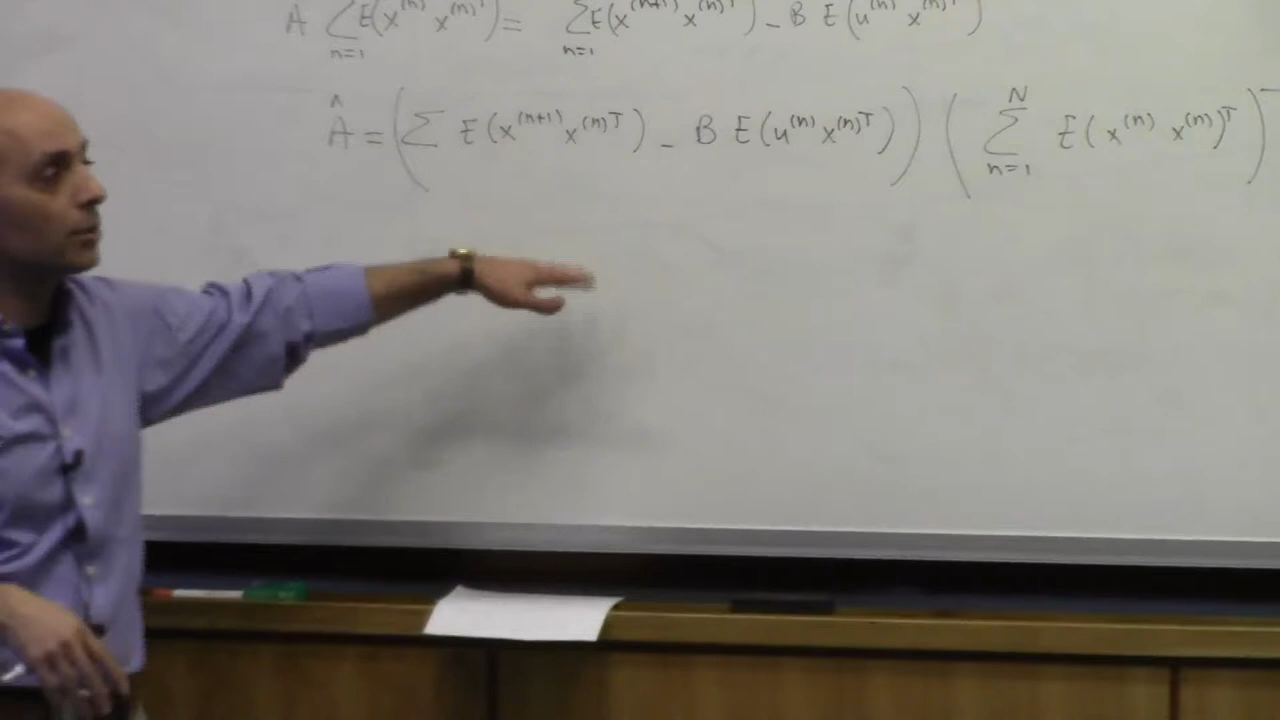 A ∑_{n=1} E(x^{(n)} x^{(n)T}) = ∑_{n=1} E(x^{(n+1)} x^{(n)T}) - B E(u^{(n)} x^{(n)T})
Â = (∑ E(x^{(n+1)} x^{(n)T}) - B E(u^{(n)} x^{(n)T})) (∑_{n=1}^{N} E(x^{(n)} x^{(n)T})